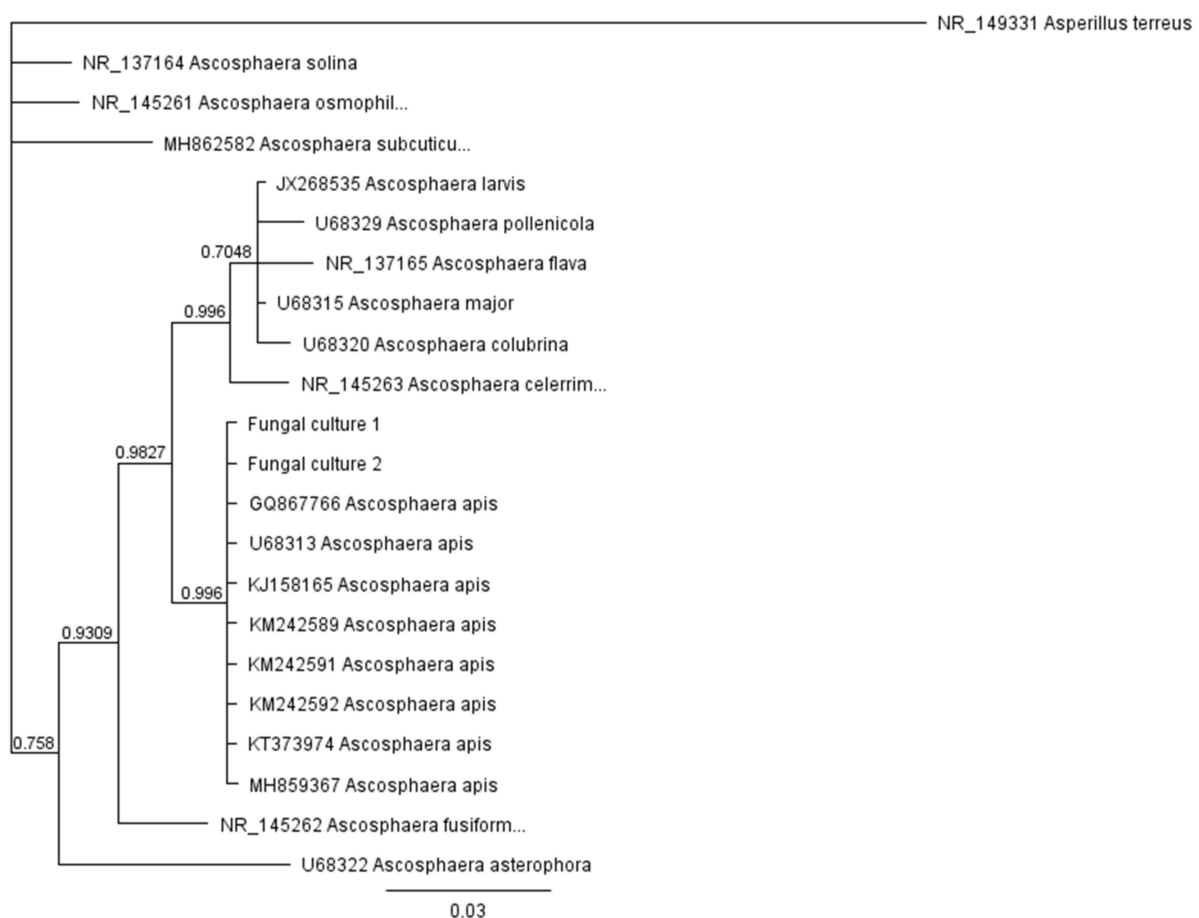 NR_149331 Asperillus terreus
NR_137164 Ascosphaera solina
NR_145261 Ascosphaera osmophil...
MH862582 Ascosphaera subcuticu...
JX268535 Ascosphaera larvis
U68329 Ascosphaera pollenicola
0.7048
NR_137165 Ascosphaera flava
U68315 Ascosphaera major
0.996
U68320 Ascosphaera colubrina
NR_145263 Ascosphaera celerrim...
Fungal culture 1
0.9827
Fungal culture 2
GQ867766 Ascosphaera apis
U68313 Ascosphaera apis
KJ158165 Ascosphaera apis
0.996
KM242589 Ascosphaera apis
0.9309
KM242591 Ascosphaera apis
KM242592 Ascosphaera apis
0.758
KT373974 Ascosphaera apis
MH859367 Ascosphaera apis
NR_145262 Ascosphaera fusiform...
U68322 Ascosphaera asterophora
0.03